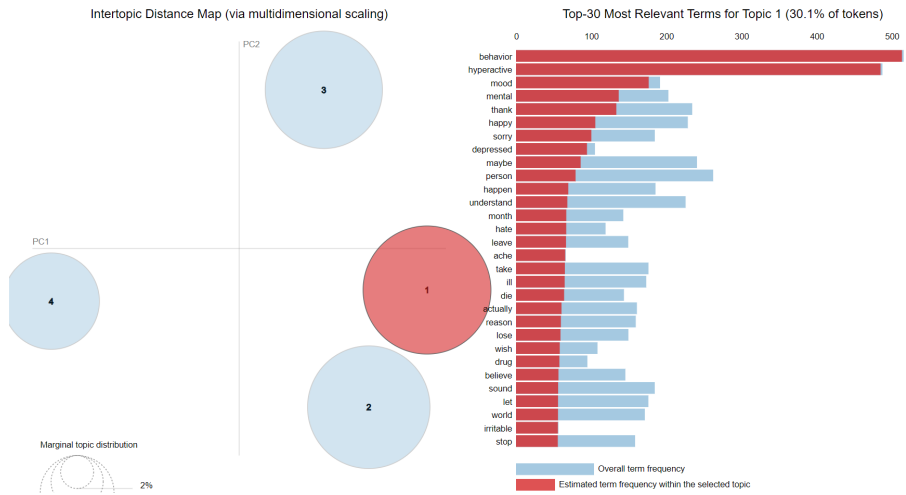 Intertopic Distance Map (via multidimensional scaling)
PC2
3
PC1
4
1
2
Marginal topic distribution
2%
Top-30 Most Relevant Terms for Topic 1 (30.1% of tokens)
0 100 200 300 400 500
behavior
hyperactive
mood
mental
thank
happy
sorry
depressed
maybe
person
happen
understand
month
hate
leave
ache
take
ill
die
actually
reason
lose
wish
drug
believe
sound
let
world
irritable
stop
Overall term frequency
Estimated term frequency within the selected topic